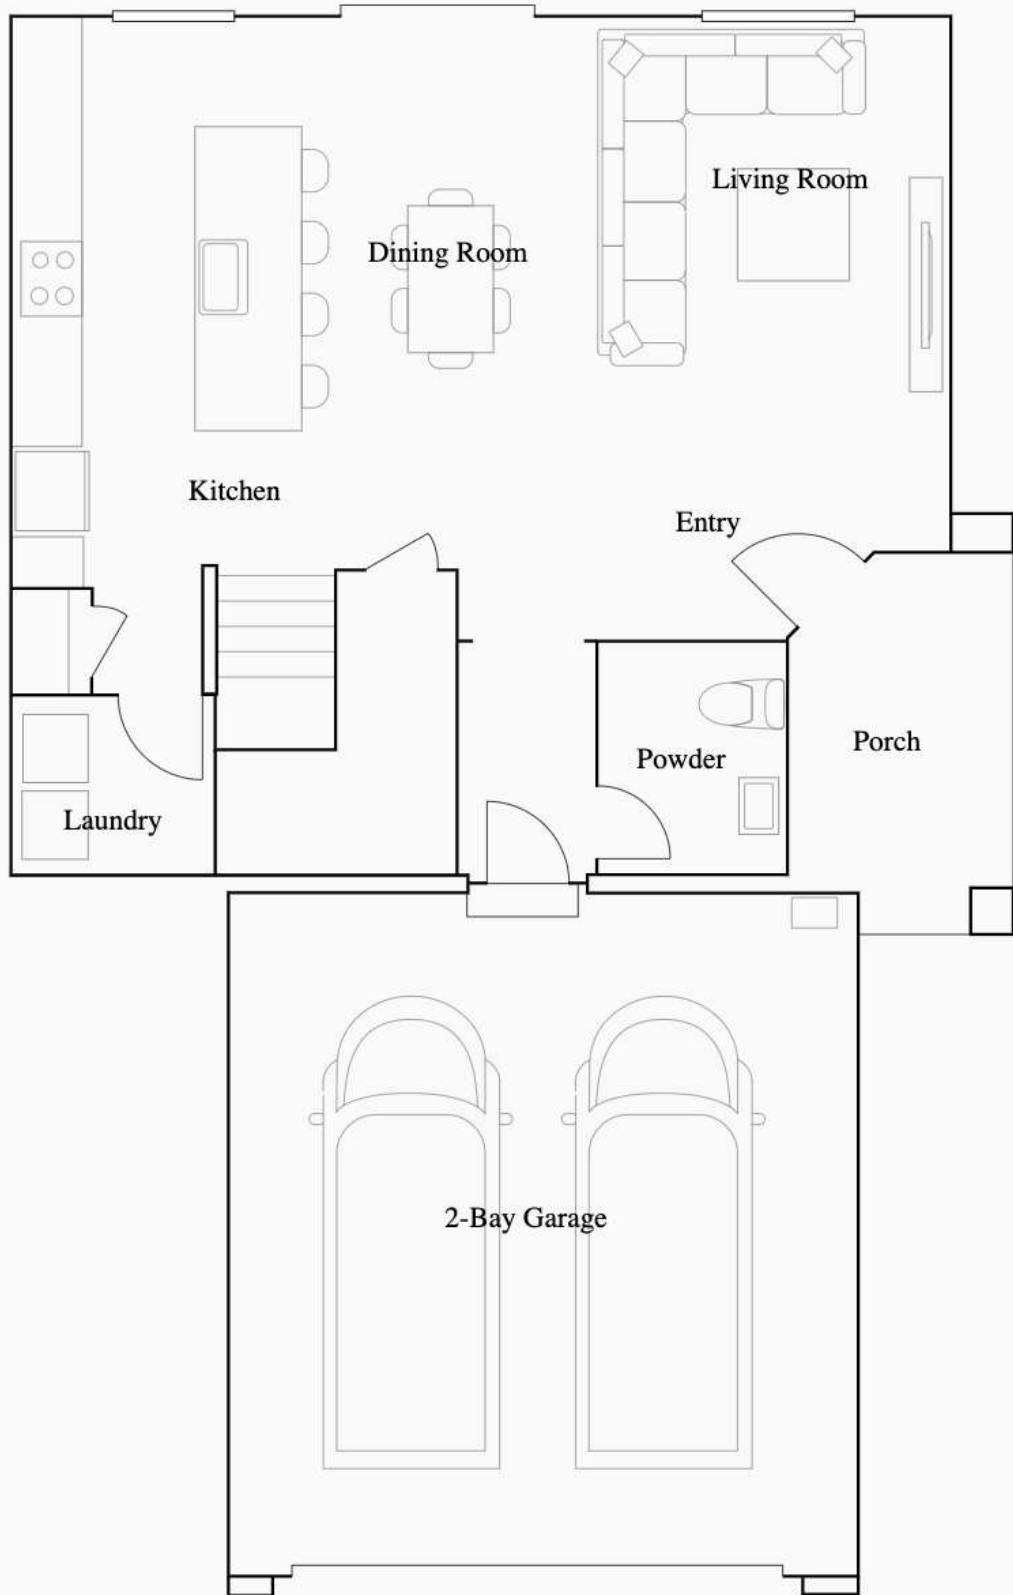 Living Room
Dining Room
Kitchen
Entry
Powder
Porch
Laundry
2-Bay Garage